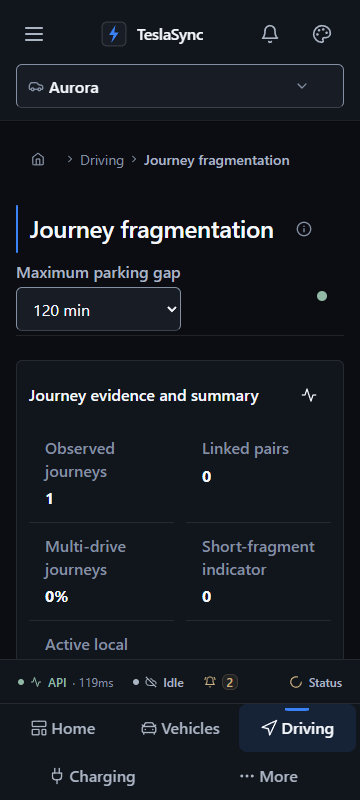 TeslaSync
Aurora
Driving Journey fragmentation
Journey fragmentation
Maximum parking gap
120 min
Journey evidence and summary
Observed journeys
1
Linked pairs
0
Multi-drive journeys
0%
Short-fragment indicator
0
Active local
API · 119ms Idle 2 Status
Home Vehicles Driving
Charging More